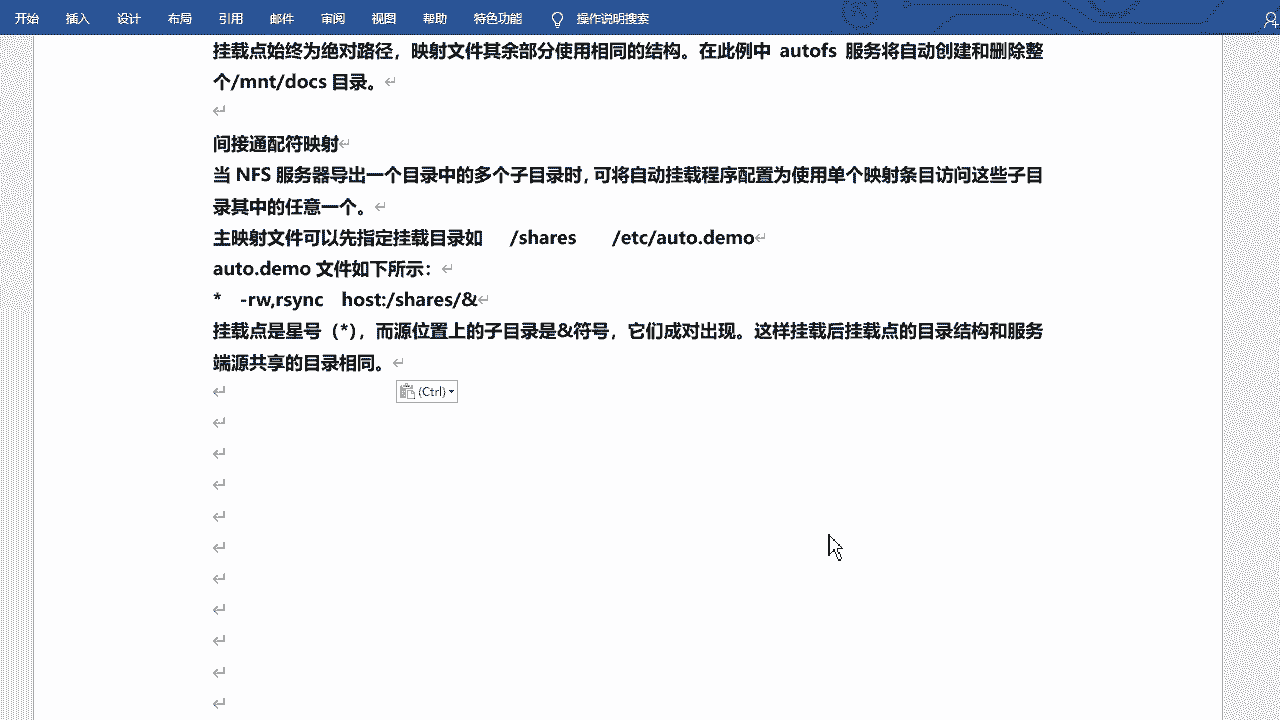 开始 插入 设计 布局 引用 邮件 审阅 视图 帮助 特色功能 操作说明搜索
挂载点始终为绝对路径，映射文件其余部分使用相同的结构。在此例中 autofs 服务将自动创建和删除整
个/mnt/docs 目录。
间接通配符映射
当 NFS 服务器导出一个目录中的多个子目录时，可将自动挂载程序配置为使用单个映射条目访问这些子目
录其中的任意一个。
主映射文件可以先指定挂载目录如 /shares /etc/auto.demo
auto.demo 文件如下所示：
* -rw,rsync host:/shares/&
挂载点是星号（*），而源位置上的子目录是&符号，它们成对出现。这样挂载后挂载点的目录结构和服务
端源共享的目录相同。
(Ctrl)